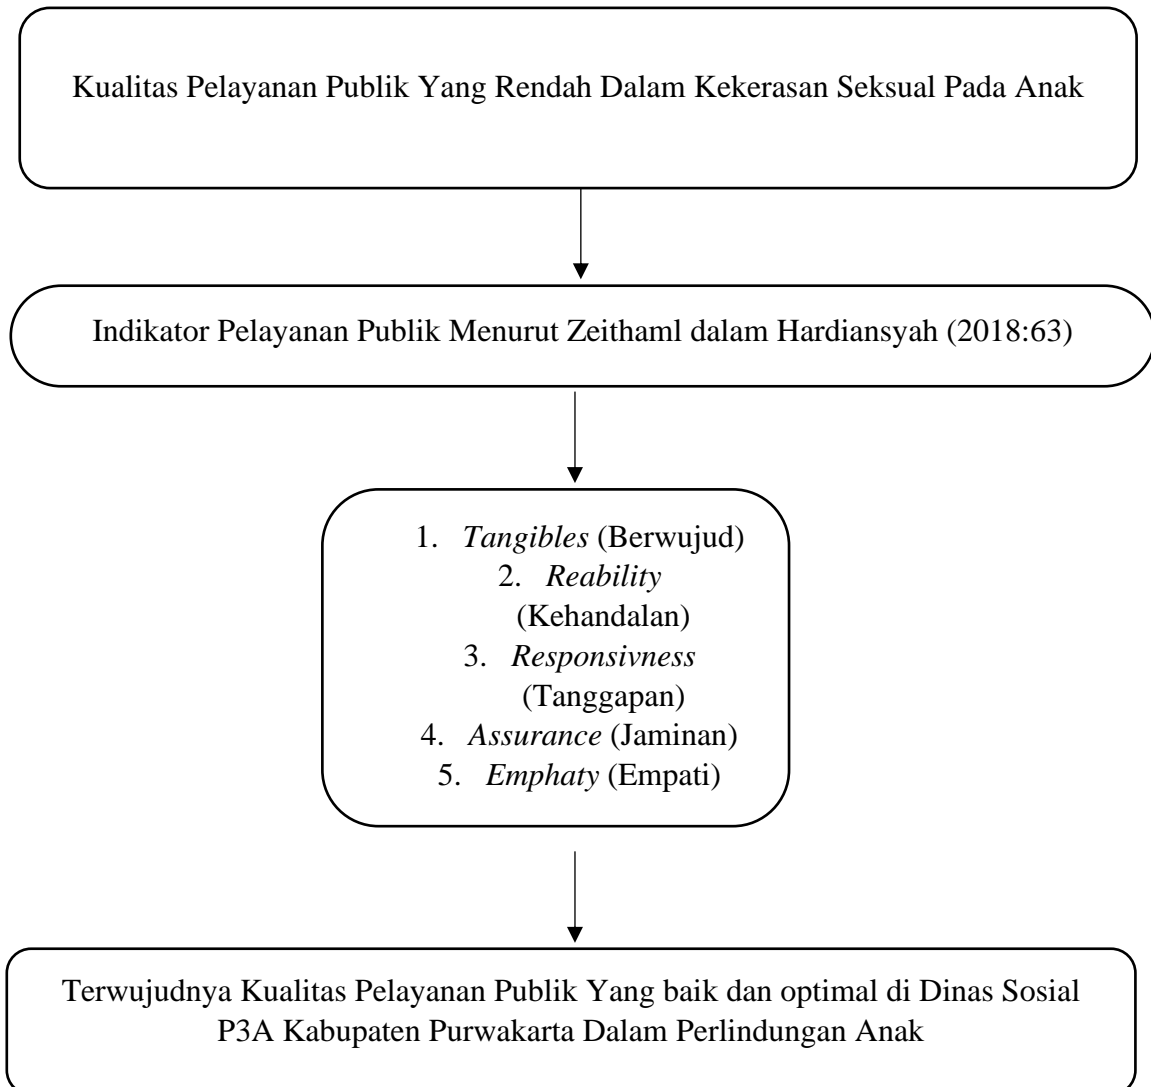 Kualitas Pelayanan Publik Yang Rendah Dalam Kekerasan Seksual Pada Anak
Indikator Pelayanan Publik Menurut Zeithaml dalam Hardiansyah (2018:63)
1. Tangibles (Berwujud)
2. Reability
(Kehandalan)
3. Responsivness
(Tanggapan)
4. Assurance (Jaminan)
5. Emphaty (Empati)
Terwujudnya Kualitas Pelayanan Publik Yang baik dan optimal di Dinas Sosial
P3A Kabupaten Purwakarta Dalam Perlindungan Anak